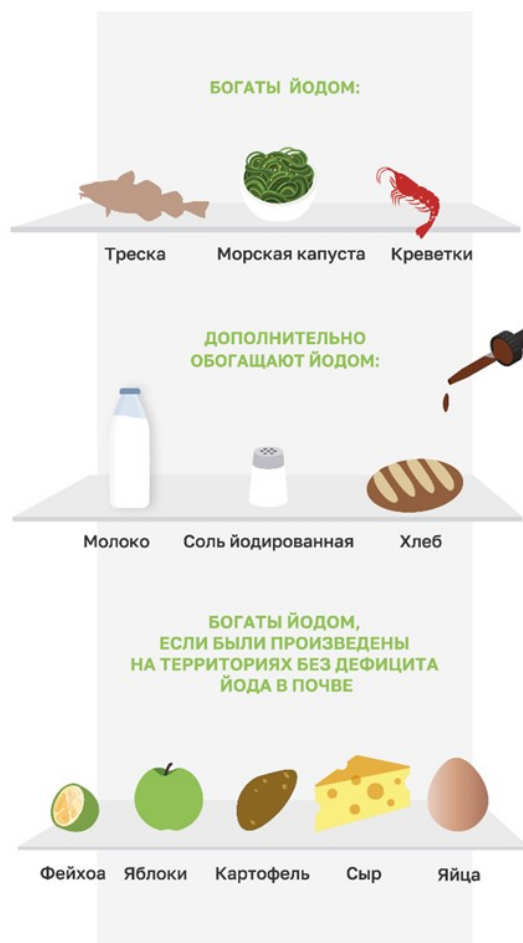 БОГАТЫ ЙОДОМ:
Треска Морская капуста Креветки
ДОПОЛНИТЕЛЬНО
ОБОГАЩАЮТ ЙОДОМ:
Молоко Соль йодированная Хлеб
БОГАТЫ ЙОДОМ,
ЕСЛИ БЫЛИ ПРОИЗВЕДЕНЫ
НА ТЕРРИТОРИЯХ БЕЗ ДЕФИЦИТА
ЙОДА В ПОЧВЕ
Фейхоа Яблоки Картофель Сыр Яйца